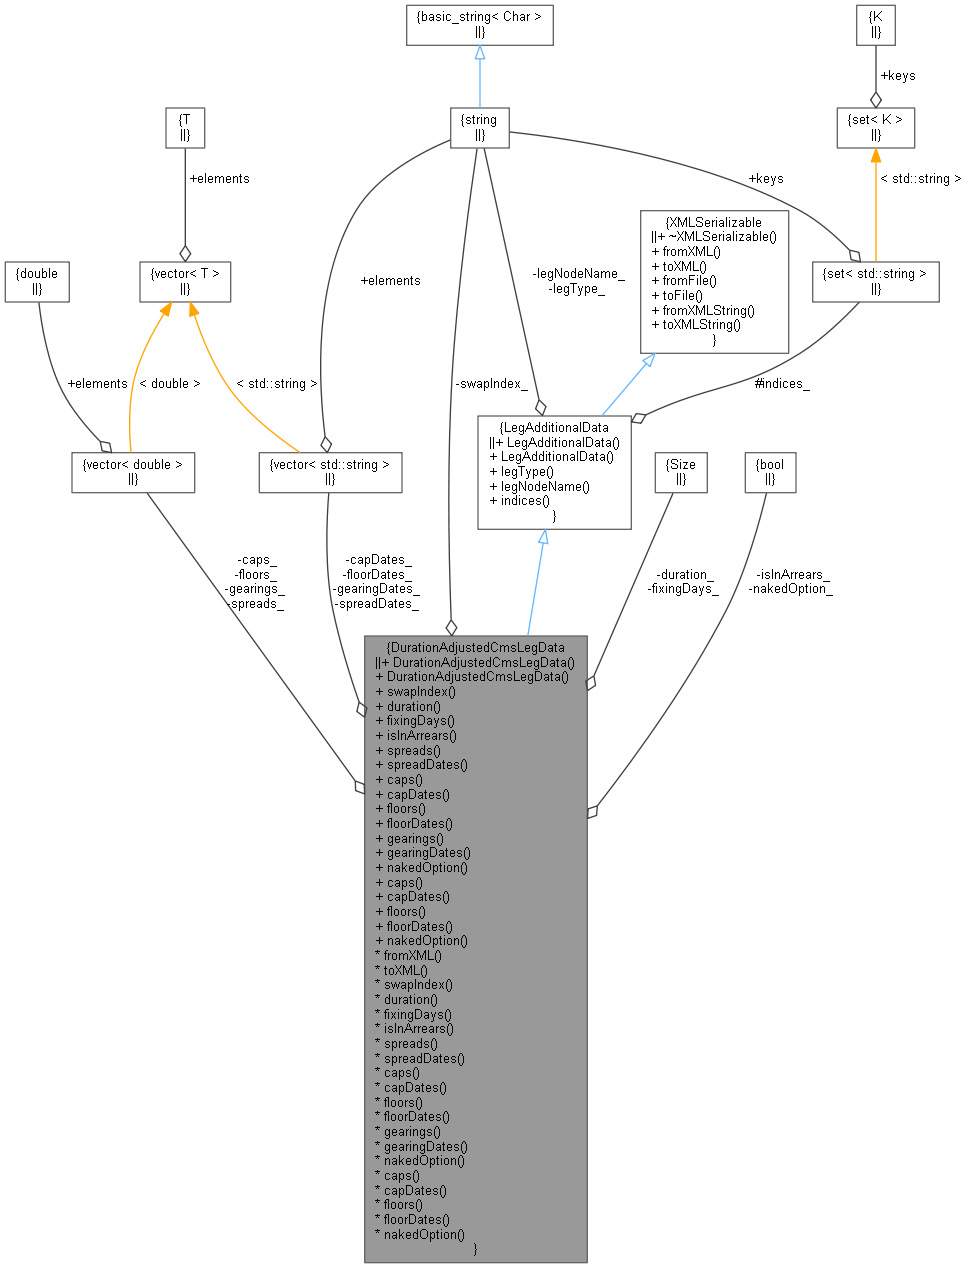 {basic_string< Char >
||}
{K
||}
+keys
{T
||}
{string
||}
{set< K >
||}
+elements
+keys
< std::string >
{XMLSerializable
||+ ~XMLSerializable()
+ fromXML()
+ toXML()
+ fromFile()
+ toFile()
+ fromXMLString()
+ toXMLString()
}
{double
||}
{vector< T >
||}
+elements
-legNodeName_
-legType_
{set< std::string >
||}
+elements
< double >
< std::string >
-swapIndex_
#indices_
{LegAdditionalData
||+ LegAdditionalData()
+ LegAdditionalData()
+ legType()
+ legNodeName()
+ indices()
}
{vector< double >
||}
{vector< std::string >
||}
{Size
||}
{bool
||}
-caps_
-floors_
-gearings_
-spreads_
-capDates_
-floorDates_
-gearingDates_
-spreadDates_
-duration_
-fixingDays_
-isInArrears_
-nakedOption_
{DurationAdjustedCmsLegData
||+ DurationAdjustedCmsLegData()
+ DurationAdjustedCmsLegData()
+ swapIndex()
+ duration()
+ fixingDays()
+ isInArrears()
+ spreads()
+ spreadDates()
+ caps()
+ capDates()
+ floors()
+ floorDates()
+ gearings()
+ gearingDates()
+ nakedOption()
+ caps()
+ capDates()
+ floors()
+ floorDates()
+ nakedOption()
* fromXML()
* toXML()
* swapIndex()
* duration()
* fixingDays()
* isInArrears()
* spreads()
* spreadDates()
* caps()
* capDates()
* floors()
* floorDates()
* gearings()
* gearingDates()
* nakedOption()
* caps()
* capDates()
* floors()
* floorDates()
* nakedOption()
}